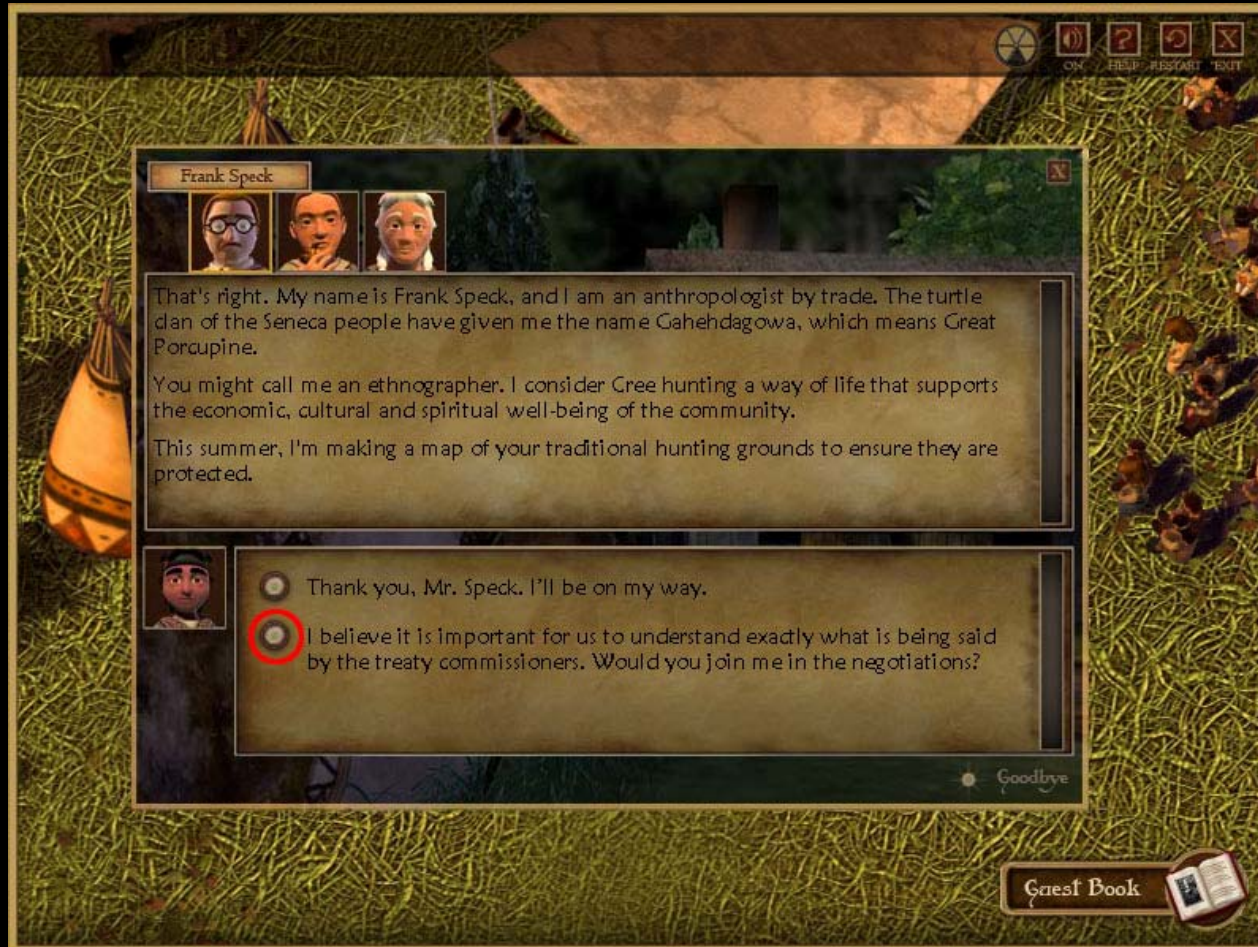 ON
HELP
RESTART
EXIT
X
Frank Speck
X
That's right. My name is Frank Speck, and I am an anthropologist by trade. The turtle
clan of the Seneca people have given me the name Gahehdagowa, which means Great
Porcupine.
You might call me an ethnographer. I consider Cree hunting a way of life that supports
the economic, cultural and spiritual well-being of the community.
This summer, I'm making a map of your traditional hunting grounds to ensure they are
protected.
Thank you, Mr. Speck. I'll be on my way.
I believe it is important for us to understand exactly what is being said
by the treaty commissioners. Would you join me in the negotiations?
Goodbye
Guest Book